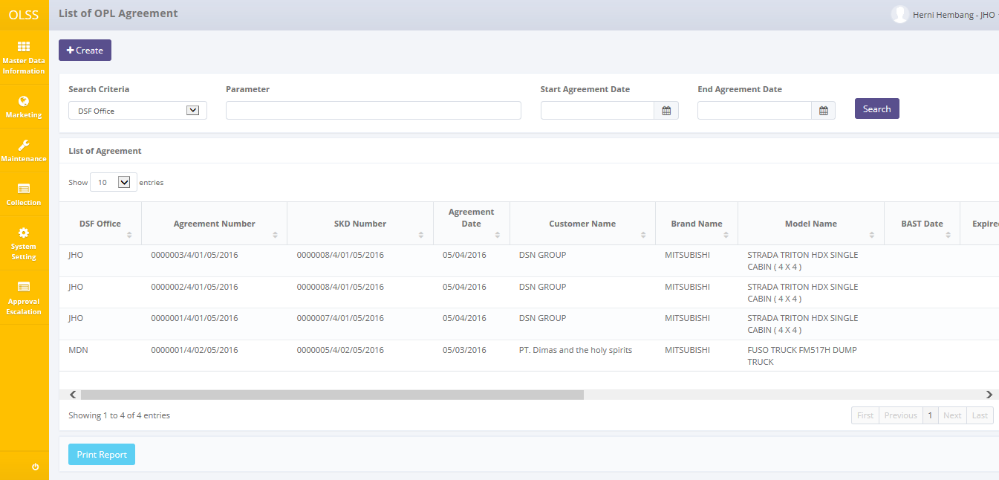 OLSS
List of OPL Agreement
Herni Hembang - JHO
Master Data
Information
Marketing
Maintenance
Collection
System
Setting
Approval
Escalation
Create
Search Criteria
Parameter
Start Agreement Date
End Agreement Date
DSF Office
Search
List of Agreement
Show 10 entries
DSF Office
Agreement Number
SKD Number
Agreement
Date
Customer Name
Brand Name
Model Name
BAST Date
Expire
JHO 0000003/4/01/05/2016 0000008/4/01/05/2016 05/04/2016 DSN GROUP MITSUBISHI STRADA TRITON HDX SINGLE
CABIN ( 4 X 4 )
JHO 0000002/4/01/05/2016 0000008/4/01/05/2016 05/04/2016 DSN GROUP MITSUBISHI STRADA TRITON HDX SINGLE
CABIN ( 4 X 4 )
JHO 0000001/4/01/05/2016 0000007/4/01/05/2016 05/04/2016 DSN GROUP MITSUBISHI STRADA TRITON HDX SINGLE
CABIN ( 4 X 4 )
MDN 0000001/4/02/05/2016 0000005/4/02/05/2016 05/03/2016 PT. Dimas and the holy spirits MITSUBISHI FUSO TRUCK FM517H DUMP
TRUCK
Showing 1 to 4 of 4 entries
First Previous 1 Next Last
Print Report